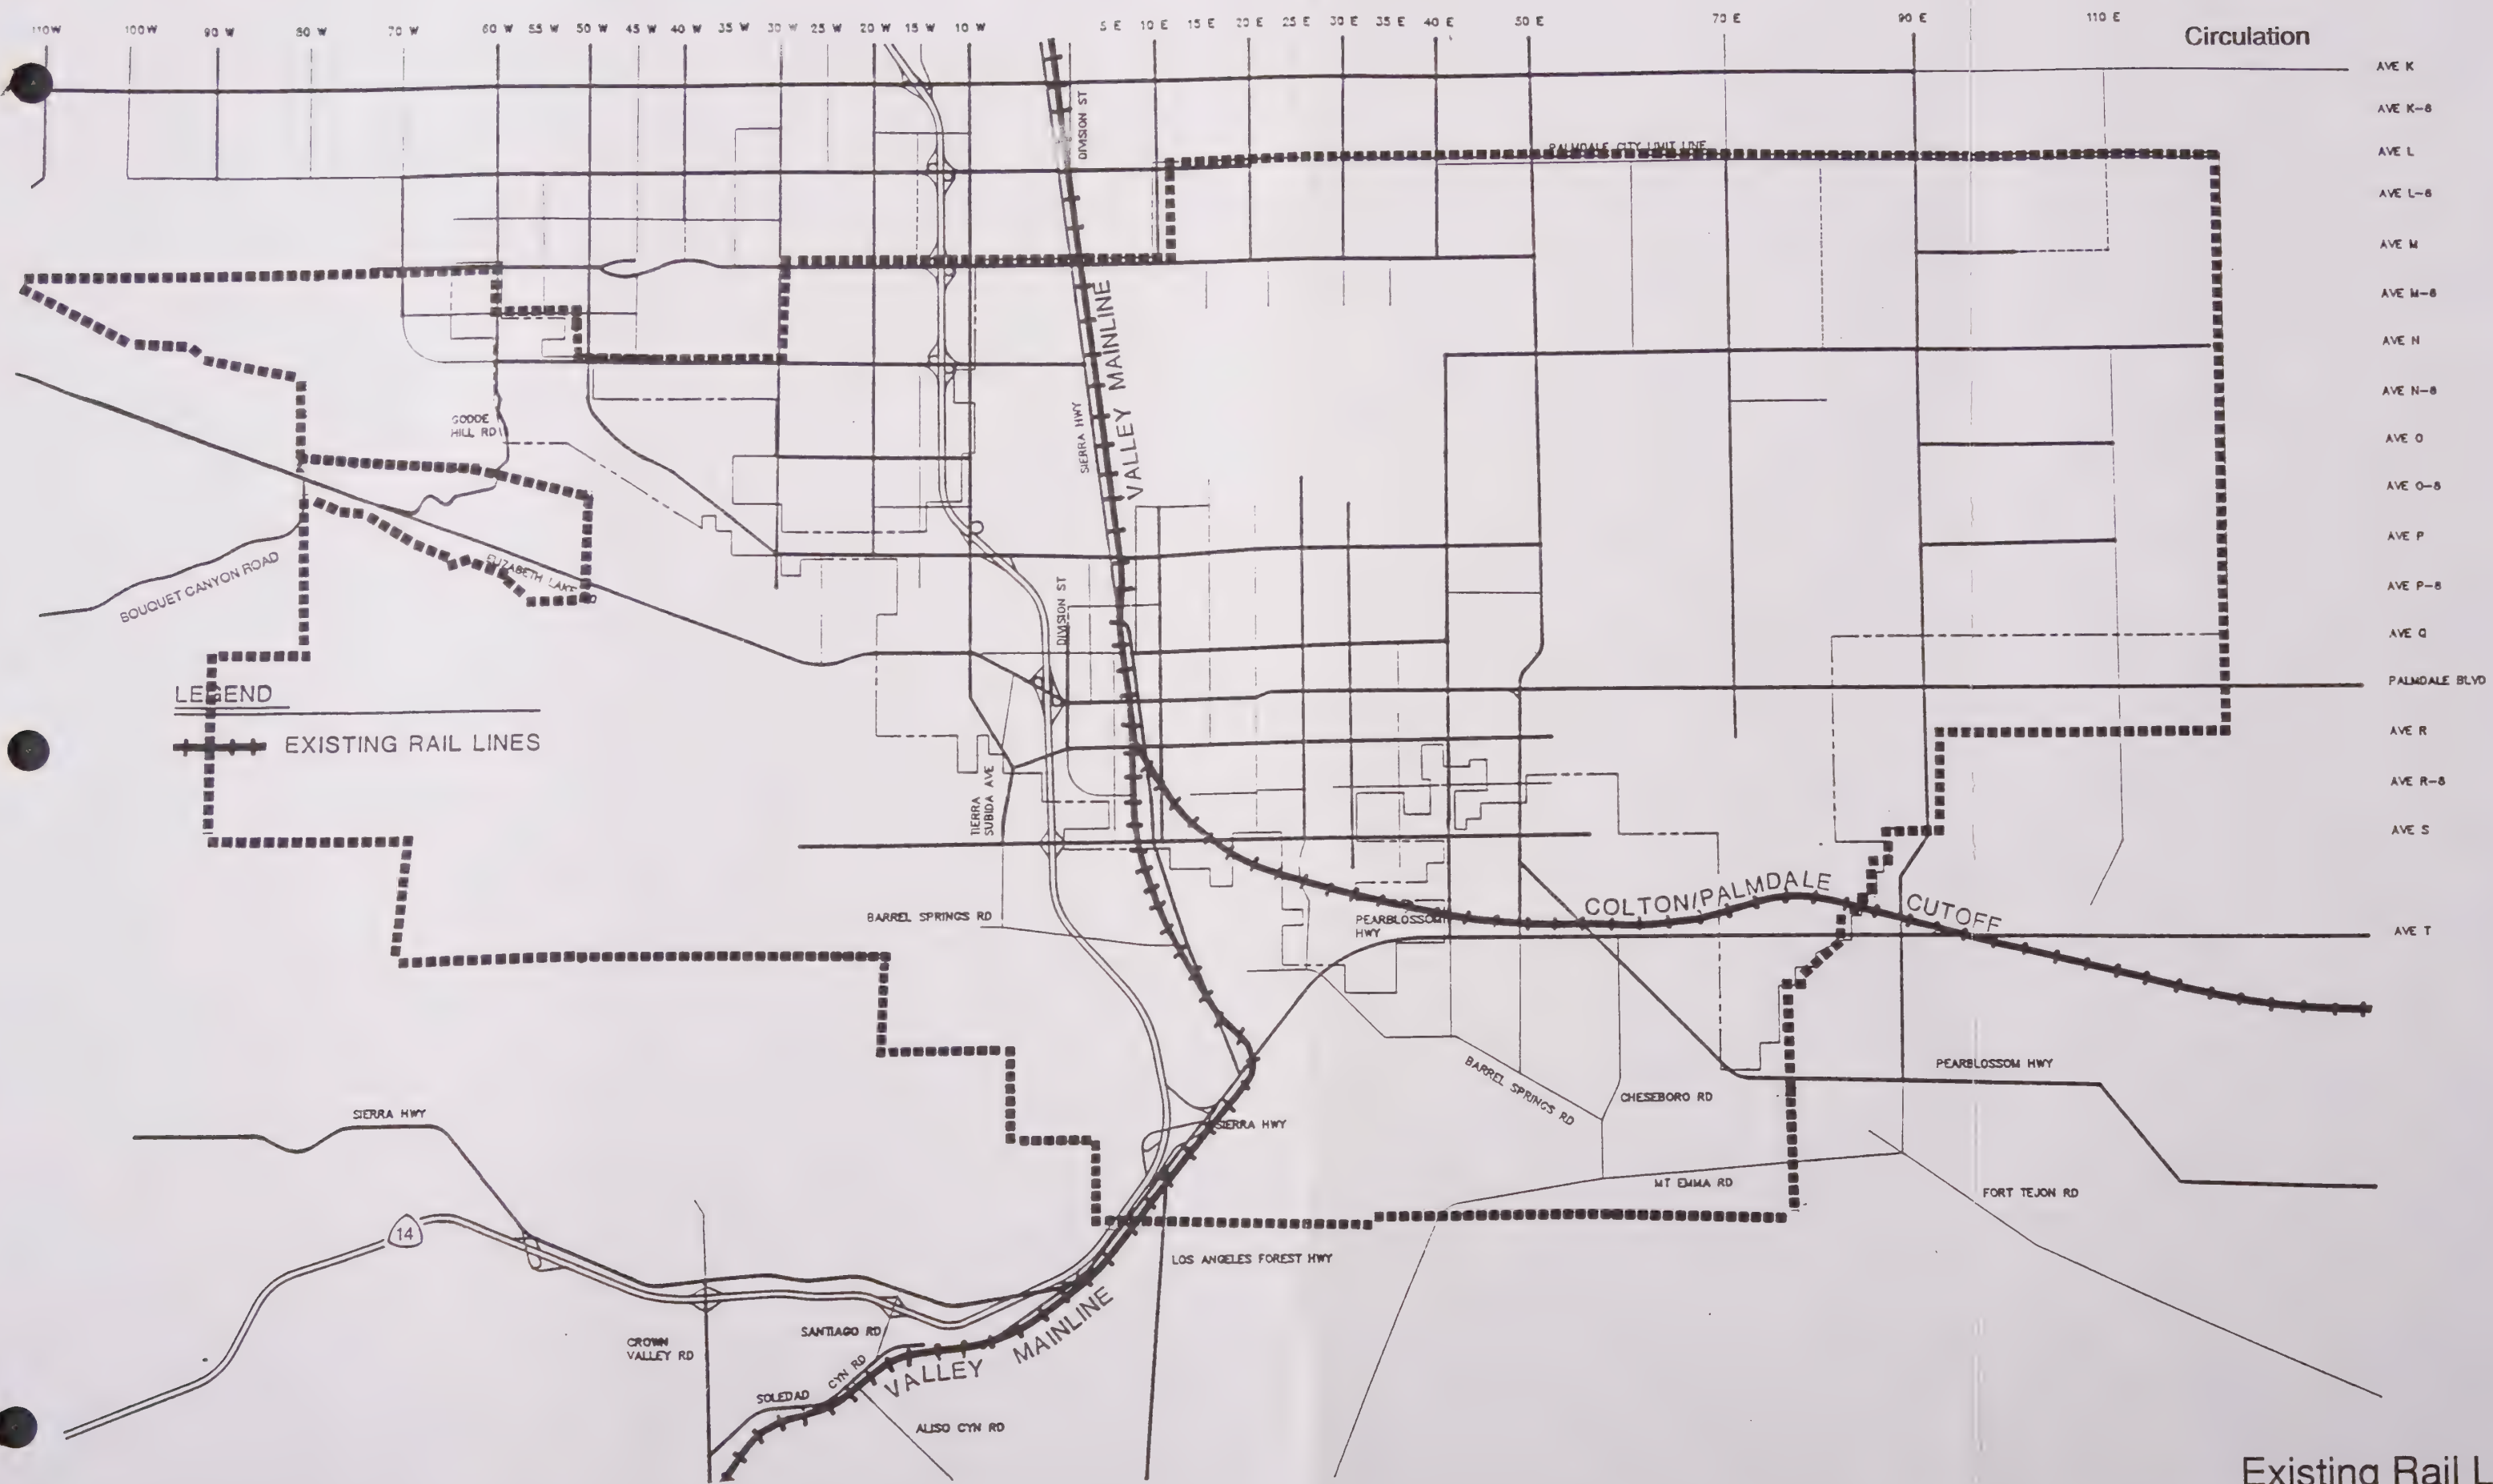 110W 100W 90 W 80 W 70 W 60 W 55 W 50 W 45 W 40 W 35 W 30 W 25 W 20 W 15 W 10 W 5 E 10 E 15 E 20 E 25 E 30 E 35 E 40 E 50 E 70 E 90 E 110 E
Circulation
AVE K
AVE K-8
DIVISION ST
PALMDALE CITY LIMIT LINE
AVE L
AVE L-8
AVE M
AVE M-8
VALLEY MAINLINE
AVE N
AVE N-8
GODDE
HILL RD
SIERRA HWY
AVE O
AVE O-8
AVE P
BOUQUET CANYON ROAD
ELIZABETH LAKE RD
AVE P-8
DIVISION ST
AVE Q
PALMDALE BLVD
LEGEND
EXISTING RAIL LINES
AVE R
TIERRA
SUBIDA AVE
AVE R-8
AVE S
COLTON/PALMDALE CUTOFF
BARREL SPRINGS RD
PEARBLOSSOM
HWY
AVE T
PEARBLOSSOM HWY
BARREL SPRINGS RD
CHESEBORO RD
SIERRA HWY
SIERRA HWY
MT EMMA RD
FORT TEJON RD
14
LOS ANGELES FOREST HWY
CROWN
VALLEY RD
SANTIAGO RD
VALLEY MAINLINE
SOLEDAD CYN RD
ALISO CYN RD
Existing Rail L